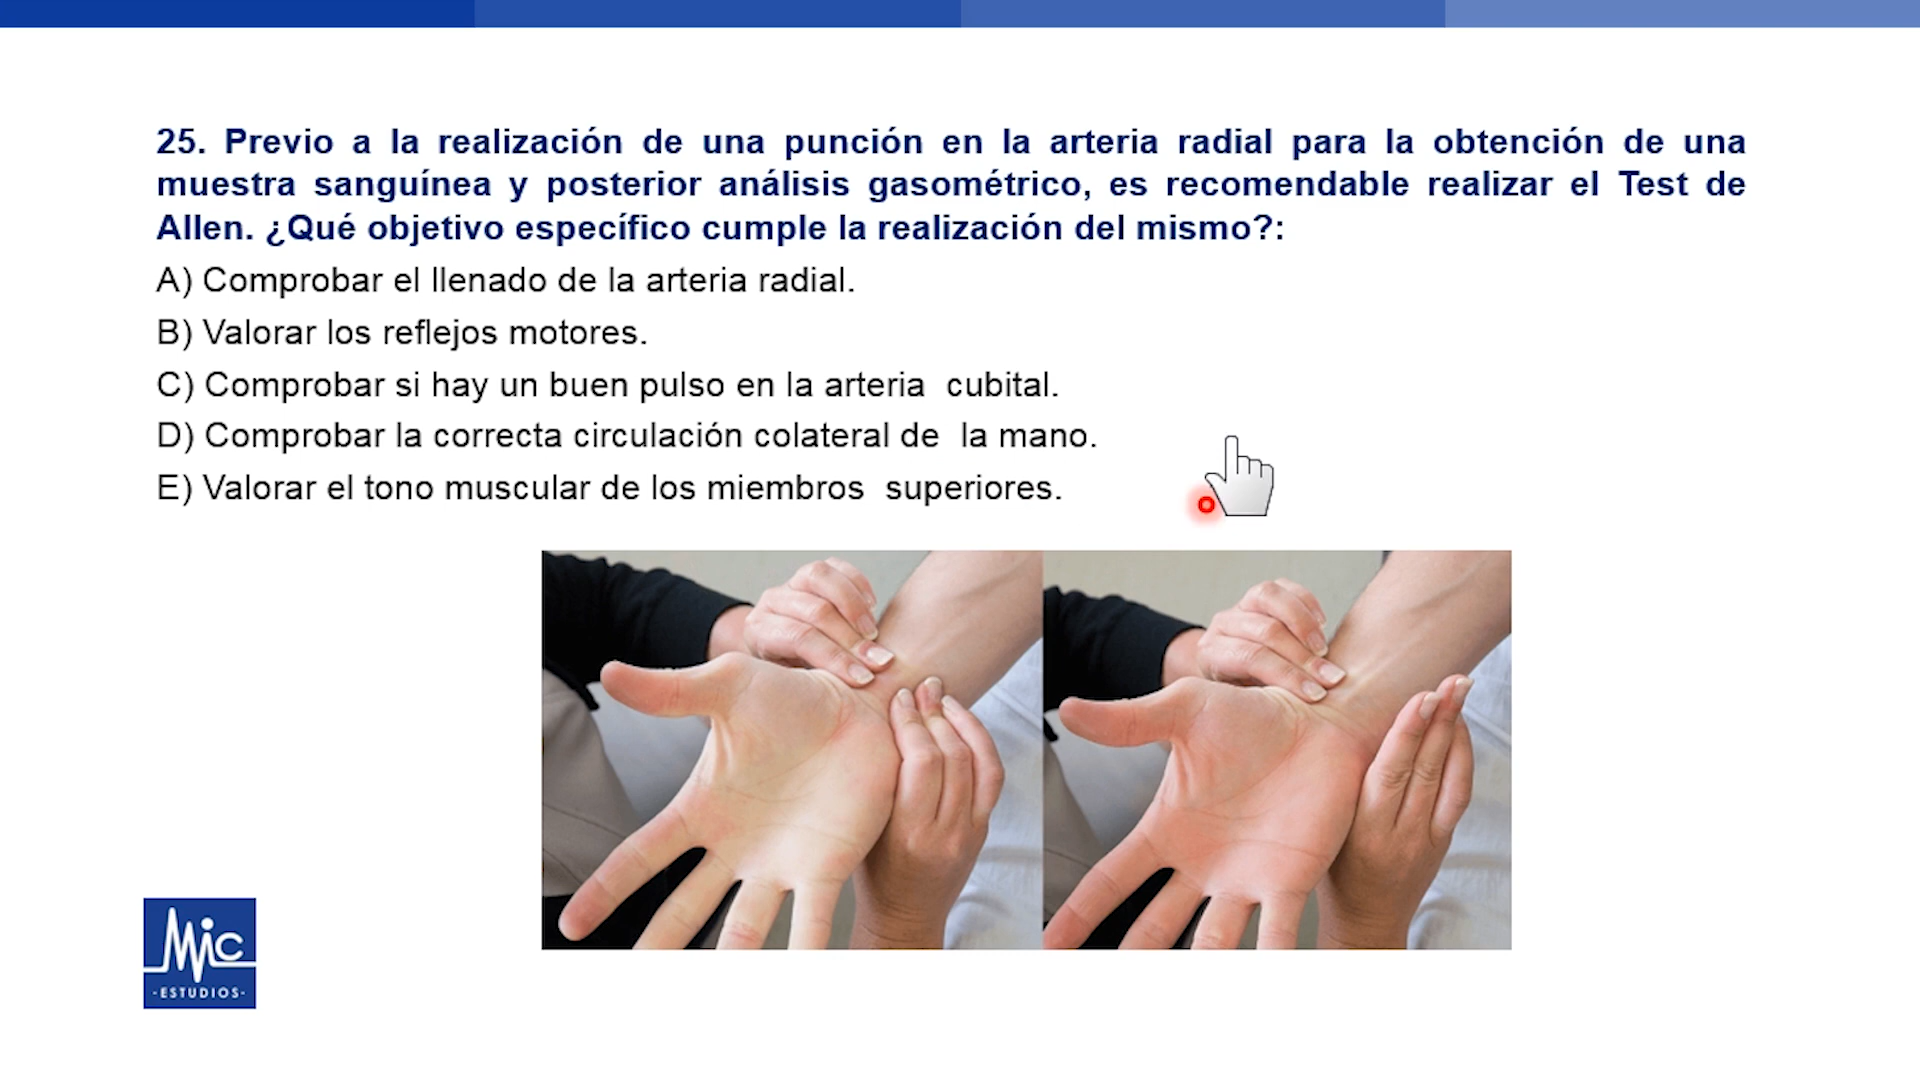 25. Previo a la realización de una punción en la arteria radial para la obtención de una
muestra sanguínea y posterior análisis gasométrico, es recomendable realizar el Test de
Allen. ¿Qué objetivo específico cumple la realización del mismo?:
A) Comprobar el llenado de la arteria radial.
B) Valorar los reflejos motores.
C) Comprobar si hay un buen pulso en la arteria cubital.
D) Comprobar la correcta circulación colateral de la mano.
E) Valorar el tono muscular de los miembros superiores.
Mic
·ESTUDIOS·